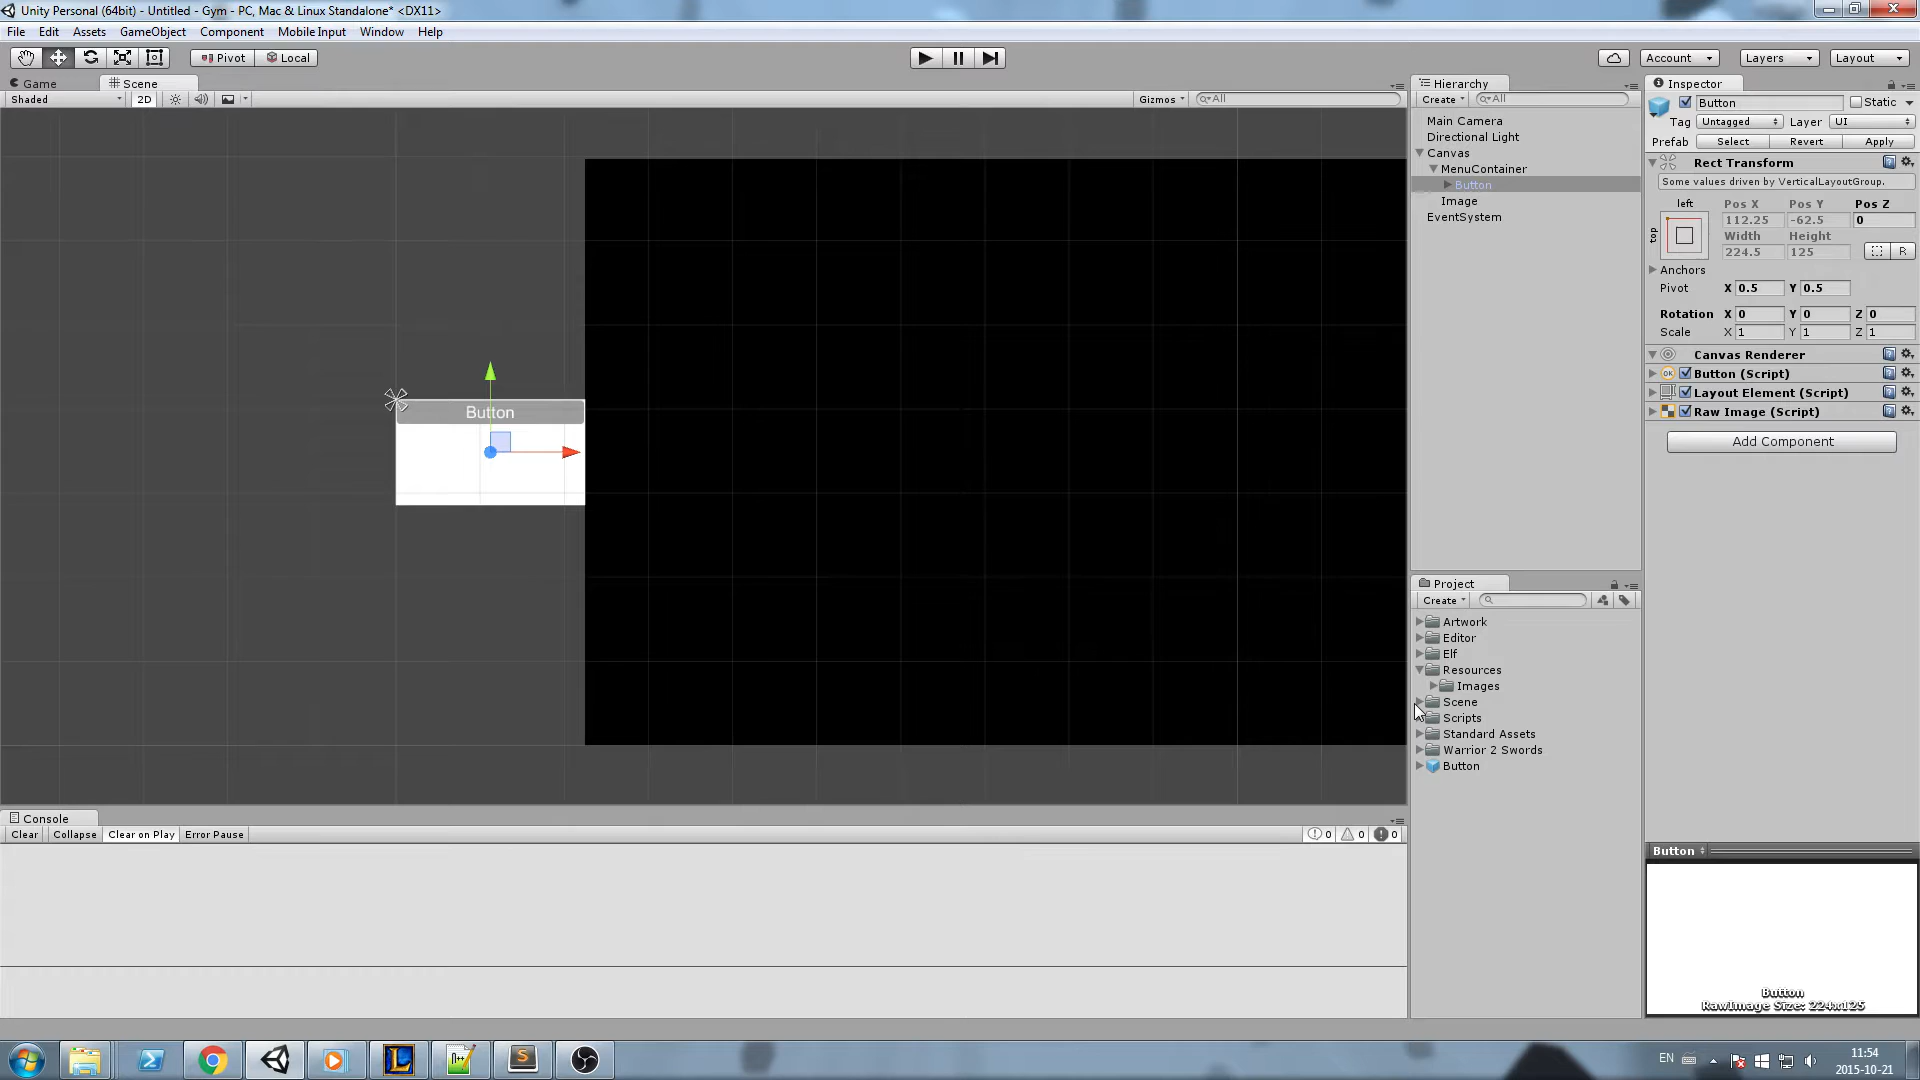 Unity Personal (64bit) - Untitled - Gym - PC, Mac & Linux Standalone* <DX11>
File Edit Assets GameObject Component Mobile Input Window Help
Pivot Local Account Layers Layout
Game Scene Hierarchy Inspector
Shaded 2D Gizmos All Create All
Button Static
Tag Untagged Layer UI
Prefab Select Revert Apply
Main Camera
Directional Light
Canvas
MenuContainer
Button
Image
EventSystem
Rect Transform
Some values driven by VerticalLayoutGroup.
left Pos X Pos Y Pos Z
top 112.25 -62.5 0
Width Height
224.5 125 R
Anchors
Pivot X 0.5 Y 0.5
Rotation X 0 Y 0 Z 0
Scale X 1 Y 1 Z 1
Canvas Renderer
OK Button (Script)
Layout Element (Script)
Raw Image (Script)
Add Component
Button
Project
Create
Artwork
Editor
Elf
Resources
Images
Scene
Scripts
Standard Assets
Warrior 2 Swords
Button
Console
Clear Collapse Clear on Play Error Pause 0 0 0
Button
Button
RawImage Size: 224x125
EN 11:54
2015-10-21